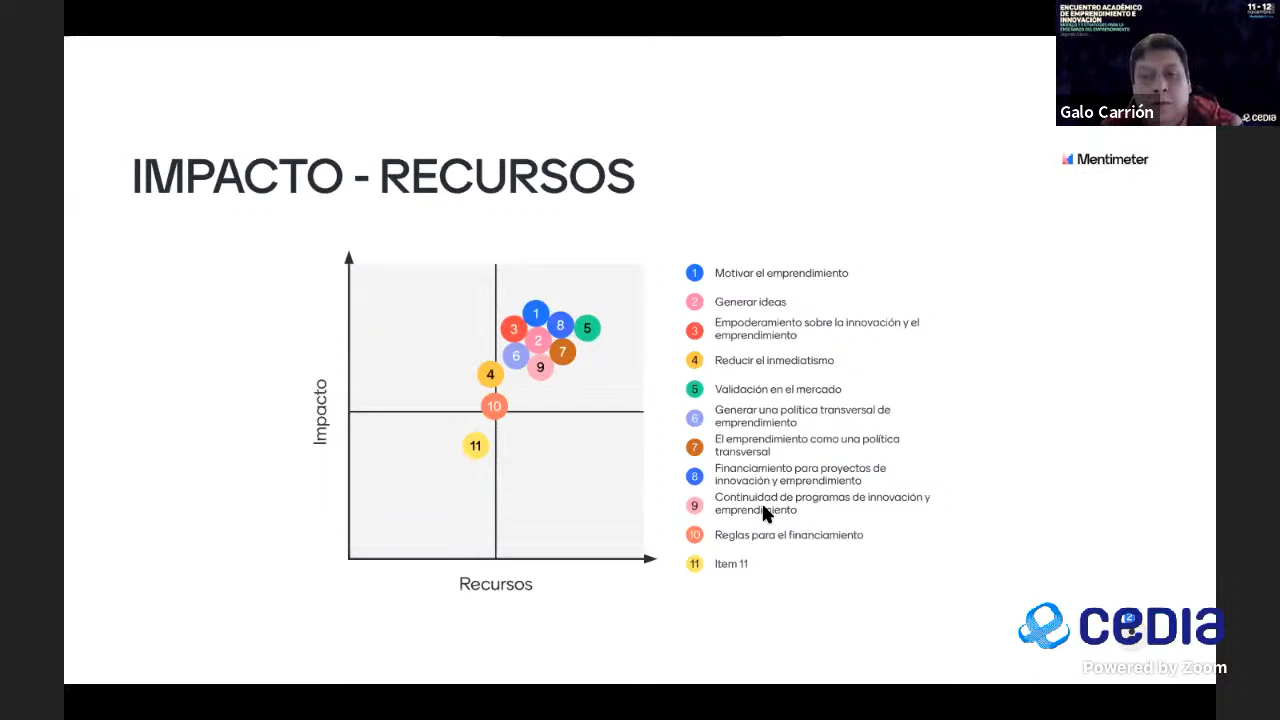 ENCUENTRO ACADÉMICO
DE EMPRENDIMIENTO E
INNOVACIÓN
11 - 12
Galo Carrión
CEDIA
Mentimeter
IMPACTO - RECURSOS
Impacto
Recursos
1
2
3
4
5
6
7
8
9
10
11
1 Motivar el emprendimiento
2 Generar ideas
3 Empoderamiento sobre la innovación y el
emprendimiento
4 Reducir el inmediatismo
5 Validación en el mercado
6 Generar una política transversal de
emprendimiento
7 El emprendimiento como una política
transversal
8 Financiamiento para proyectos de
innovación y emprendimiento
9 Continuidad de programas de innovación y
emprendimiento
10 Reglas para el financiamiento
11 Item 11
CEDIA
Powered by Zoom